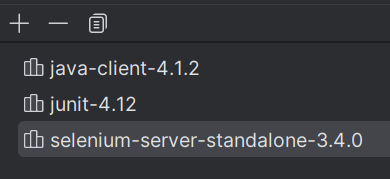 java-client-4.1.2
junit-4.12
selenium-server-standalone-3.4.0